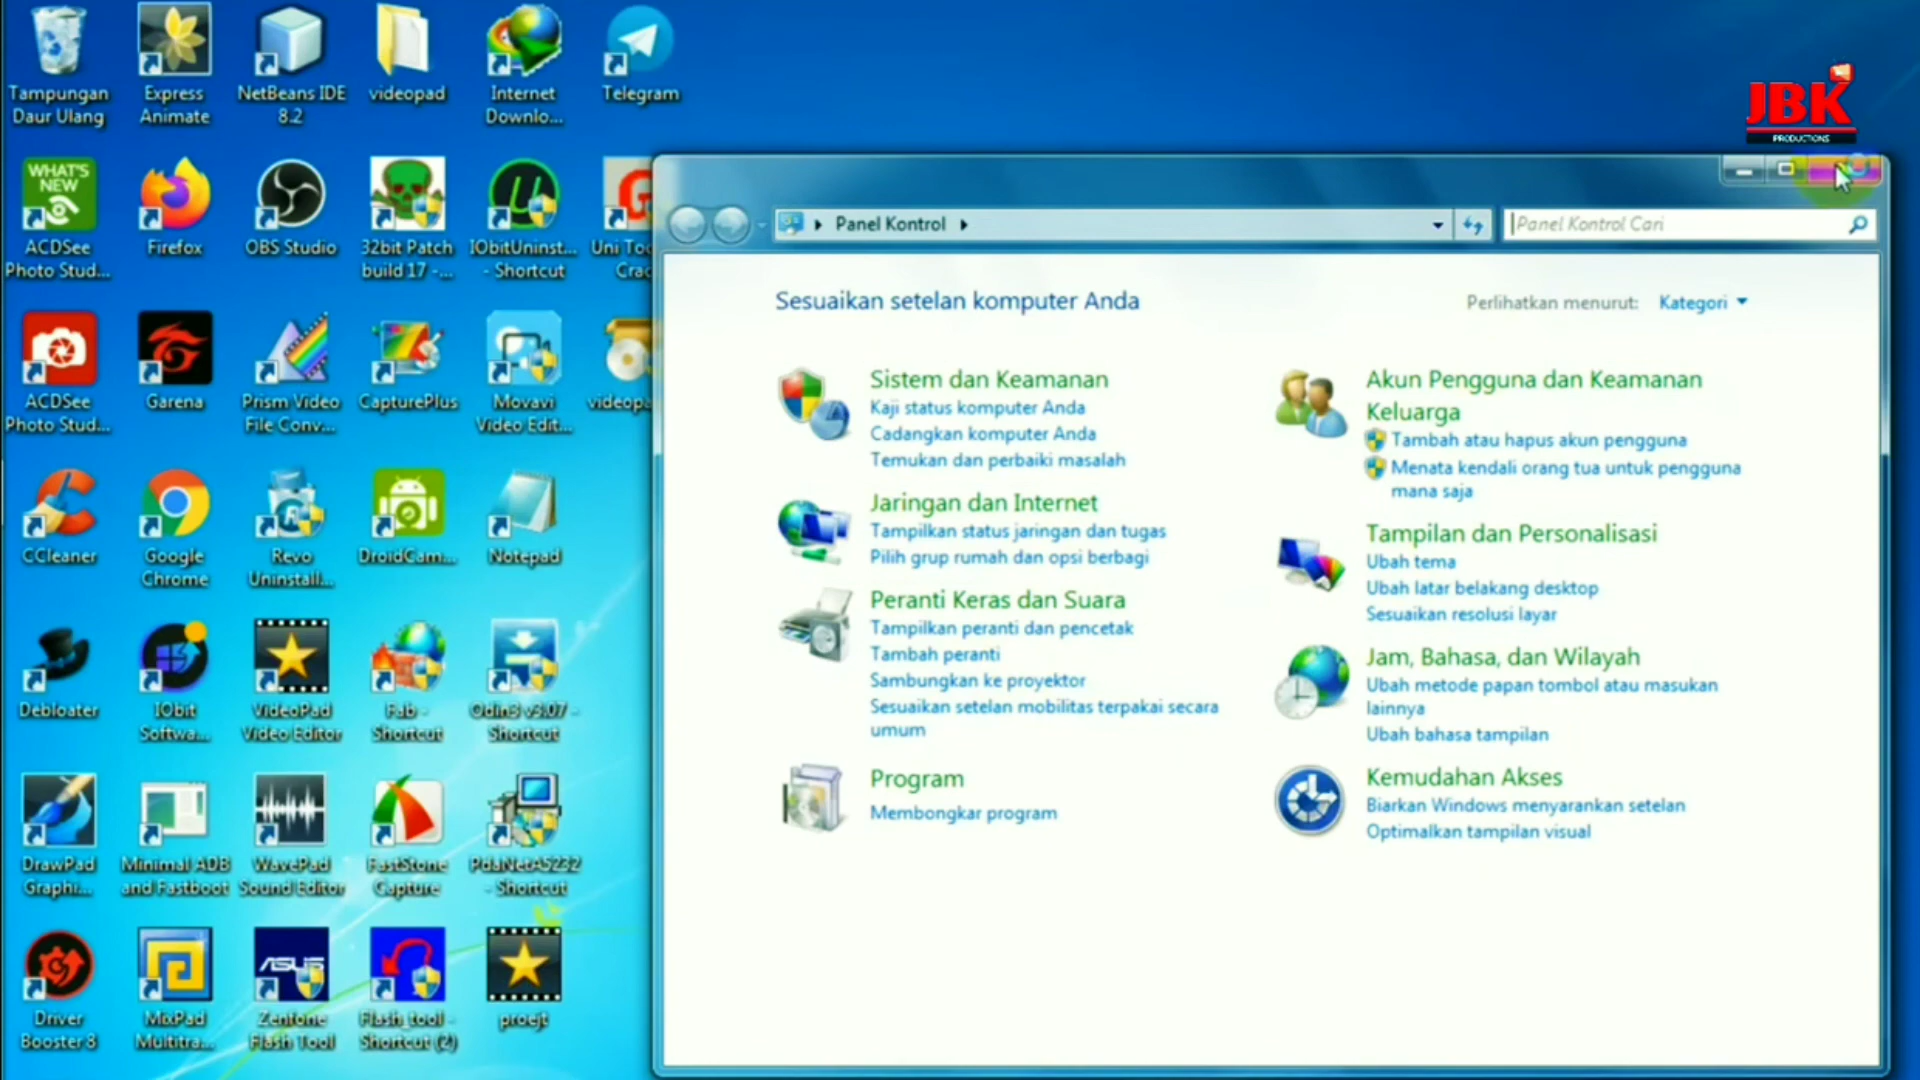 Tampungan
Daur Ulang
Express
Animate
NetBeans IDE
8.2
videopad
Internet
Downlo...
Telegram
JBK
PRODUCTIONS
WHAT'S
NEW
ACDSee
Photo Stud...
Firefox
OBS Studio
32bit Patch
build 17 -...
IObitUninst...
- Shortcut
Uni Too
Crac
ACDSee
Photo Stud...
Garena
Prism Video
File Conv...
CapturePlus
Movavi
Video Edit...
videopa
CCleaner
Google
Chrome
Revo
Uninstall...
DroidCam...
Notepad
Debloater
IObit
Softwa...
VideoPad
Video Editor
Fab -
Shortcut
Odin3 v3.07 -
Shortcut
DrawPad
Graphi...
Minimal ADB
and Fastboot
WavePad
Sound Editor
FastStone
Capture
PdaNetA5232
- Shortcut
Driver
Booster 8
MixPad
Multitra...
ASUS
Zenfone
Flash Tool
Flash_tool -
Shortcut (2)
proejt
Panel Kontrol
Panel Kontrol Cari
Sesuaikan setelan komputer Anda
Perlihatkan menurut: Kategori
Sistem dan Keamanan
Kaji status komputer Anda
Cadangkan komputer Anda
Temukan dan perbaiki masalah
Jaringan dan Internet
Tampilkan status jaringan dan tugas
Pilih grup rumah dan opsi berbagi
Peranti Keras dan Suara
Tampilkan peranti dan pencetak
Tambah peranti
Sambungkan ke proyektor
Sesuaikan setelan mobilitas terpakai secara
umum
Program
Membongkar program
Akun Pengguna dan Keamanan
Keluarga
Tambah atau hapus akun pengguna
Menata kendali orang tua untuk pengguna
mana saja
Tampilan dan Personalisasi
Ubah tema
Ubah latar belakang desktop
Sesuaikan resolusi layar
Jam, Bahasa, dan Wilayah
Ubah metode papan tombol atau masukan
lainnya
Ubah bahasa tampilan
Kemudahan Akses
Biarkan Windows menyarankan setelan
Optimalkan tampilan visual